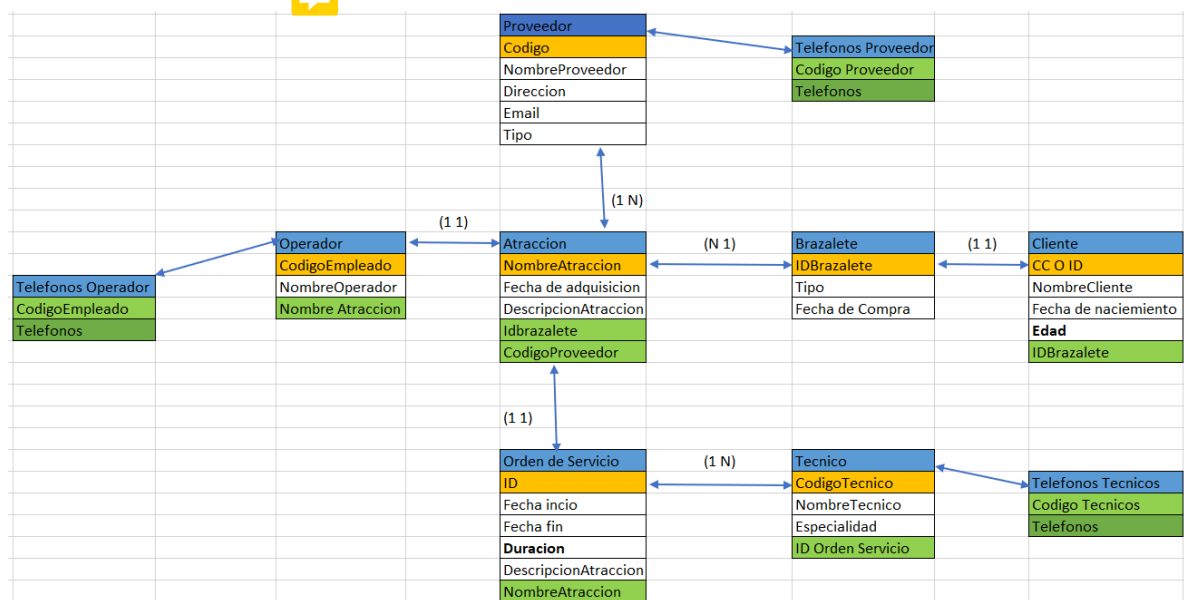 Proveedor
Codigo
NombreProveedor
Direccion
Email
Tipo
Telefonos Proveedor
Codigo Proveedor
Telefonos
(1 N)
(1 1)
Operador
CodigoEmpleado
NombreOperador
Nombre Atraccion
Telefonos Operador
CodigoEmpleado
Telefonos
Atraccion
NombreAtraccion
Fecha de adquisicion
DescripcionAtraccion
Idbrazalete
CodigoProveedor
(N 1)
Brazalete
IDBrazalete
Tipo
Fecha de Compra
(1 1)
Cliente
CC O ID
NombreCliente
Fecha de naciemiento
Edad
IDBrazalete
(1 1)
Orden de Servicio
ID
Fecha incio
Fecha fin
Duracion
DescripcionAtraccion
NombreAtraccion
(1 N)
Tecnico
CodigoTecnico
NombreTecnico
Especialidad
ID Orden Servicio
Telefonos Tecnicos
Codigo Tecnicos
Telefonos